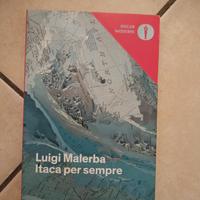 OSCAR
MODERNI
Luigi Malerba
Itaca per sempre